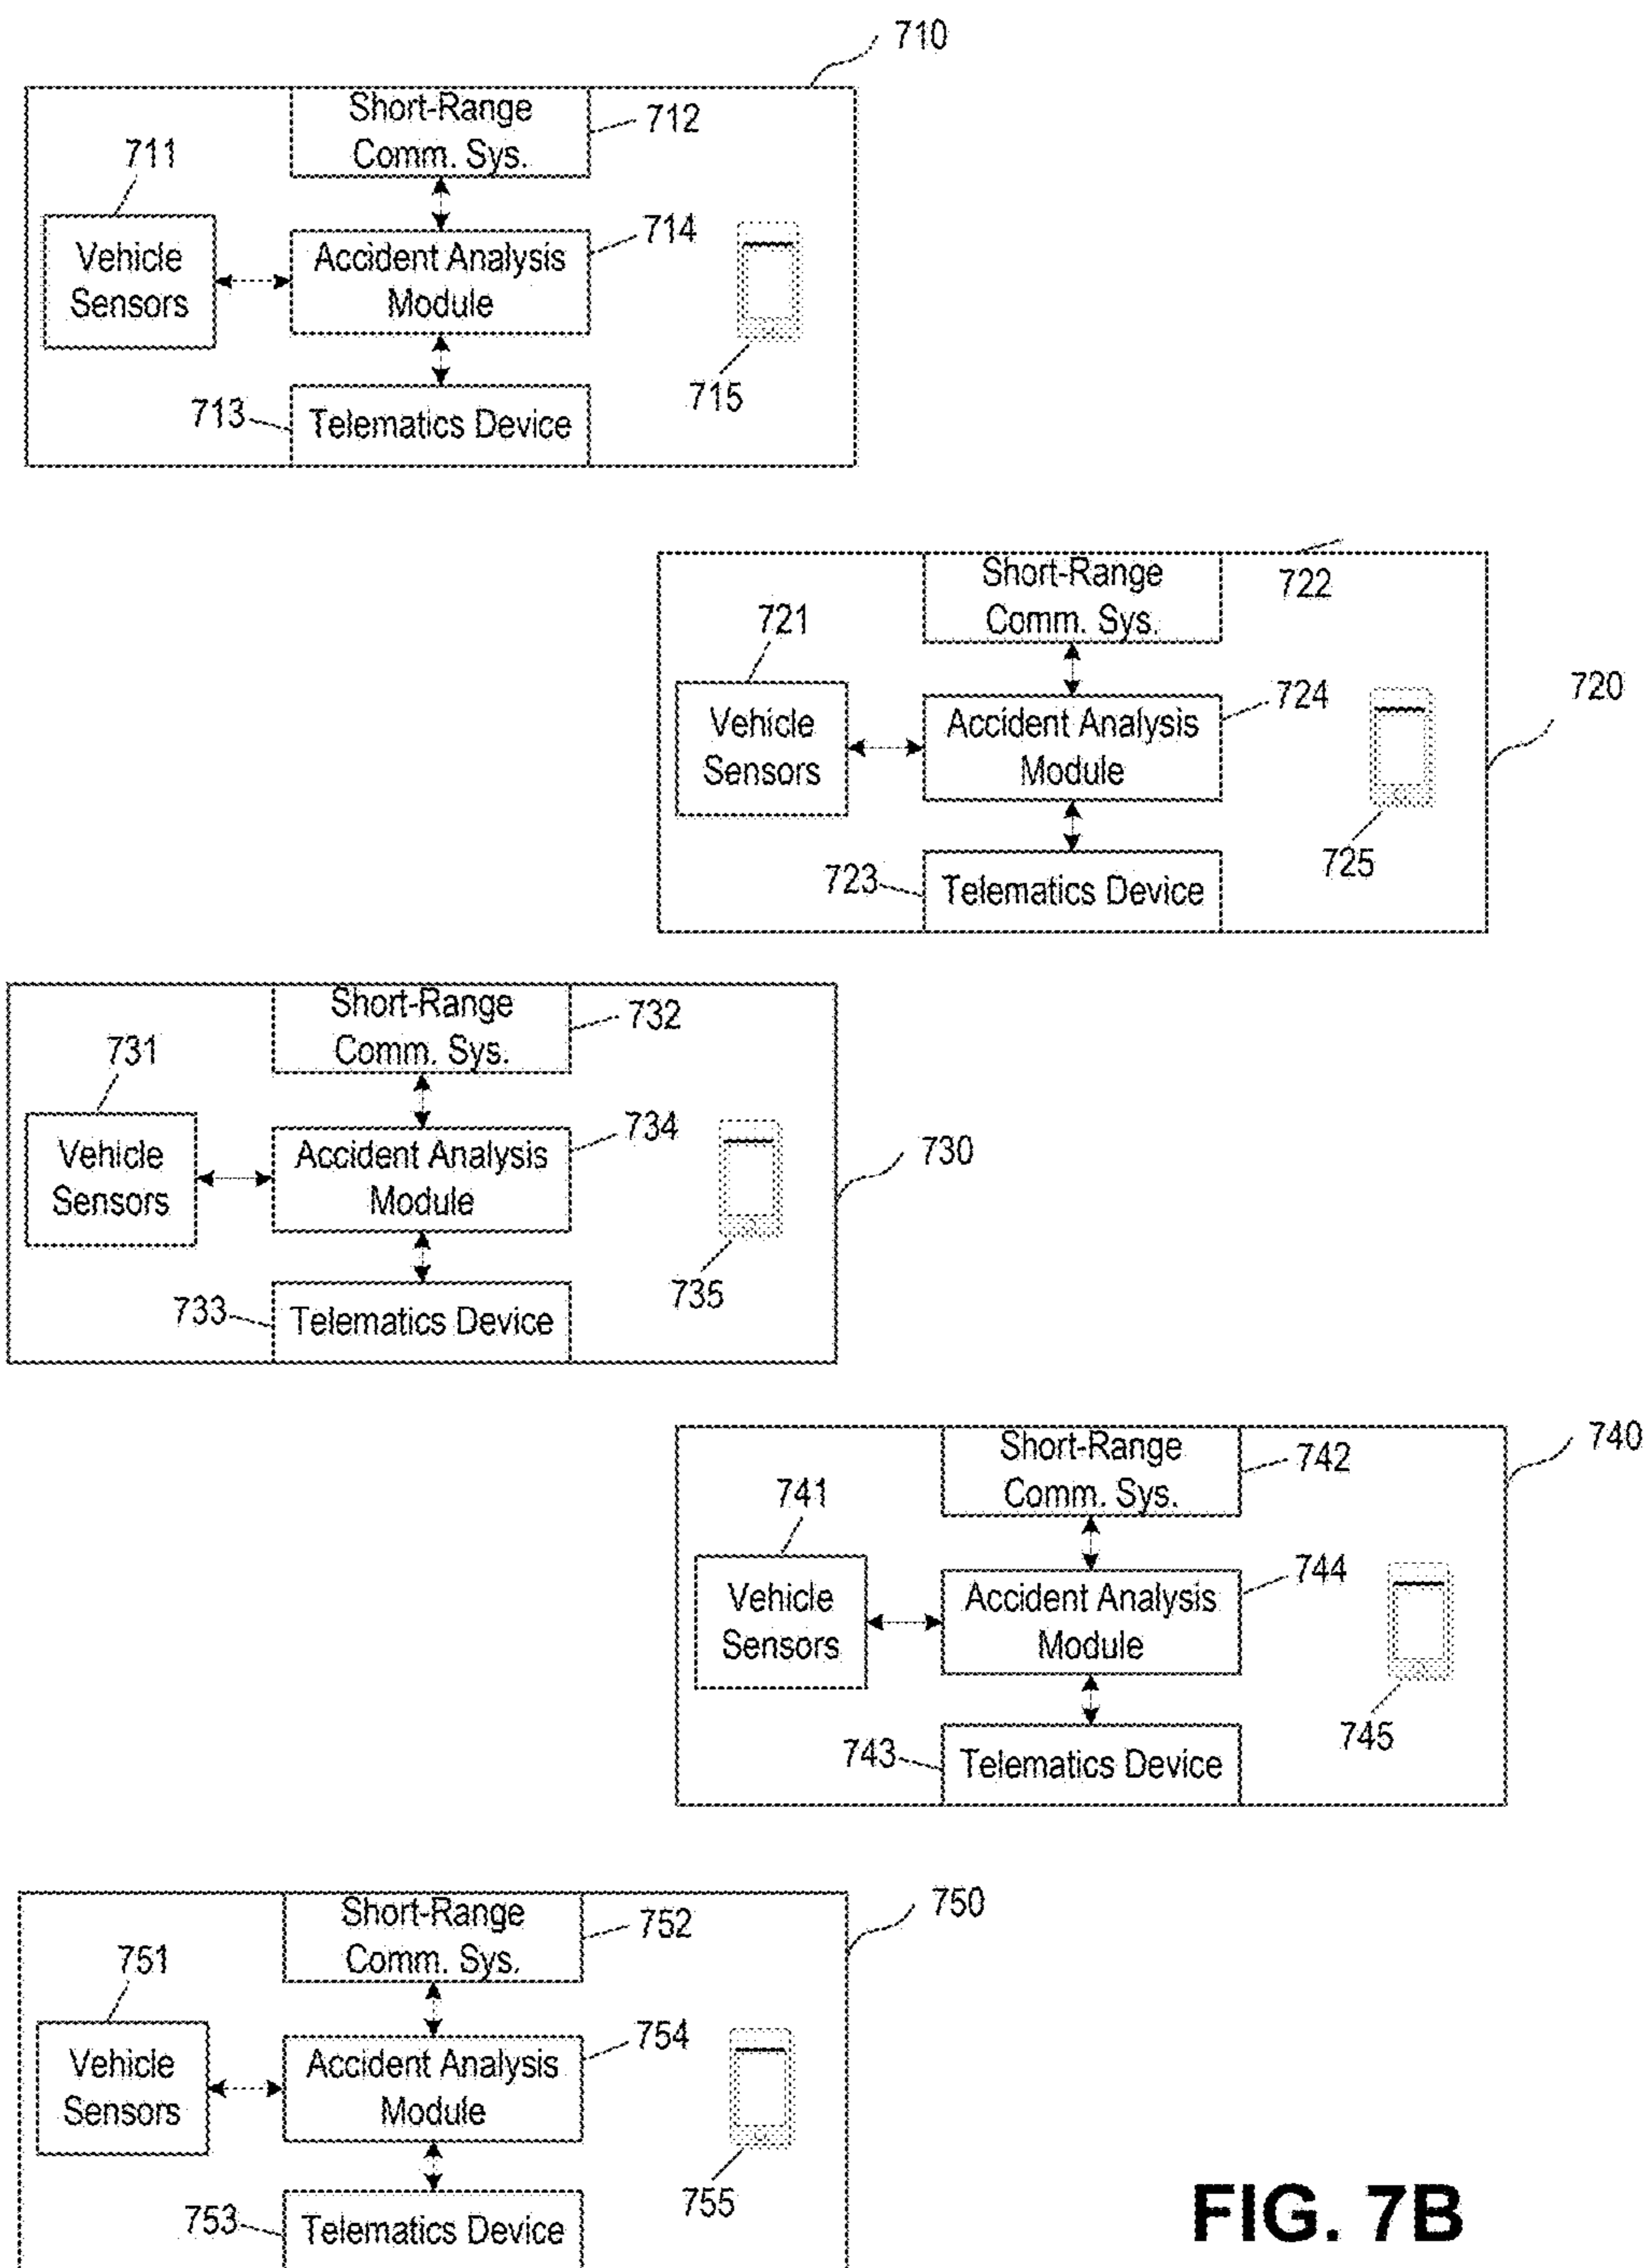 710
Short-Range
Comm. Sys.
712
711
Vehicle
Sensors
714
Accident Analysis
Module
715
713
Telematics Device
Short-Range
Comm. Sys.
722
721
720
Vehicle
Sensors
724
Accident Analysis
Module
725
723
Telematics Device
Short-Range
Comm. Sys.
732
731
730
Vehicle
Sensors
734
Accident Analysis
Module
735
733
Telematics Device
740
Short-Range
Comm. Sys.
742
741
Vehicle
Sensors
744
Accident Analysis
Module
745
743
Telematics Device
750
Short-Range
Comm. Sys.
752
751
Vehicle
Sensors
754
Accident Analysis
Module
755
753
Telematics Device
FIG. 7B